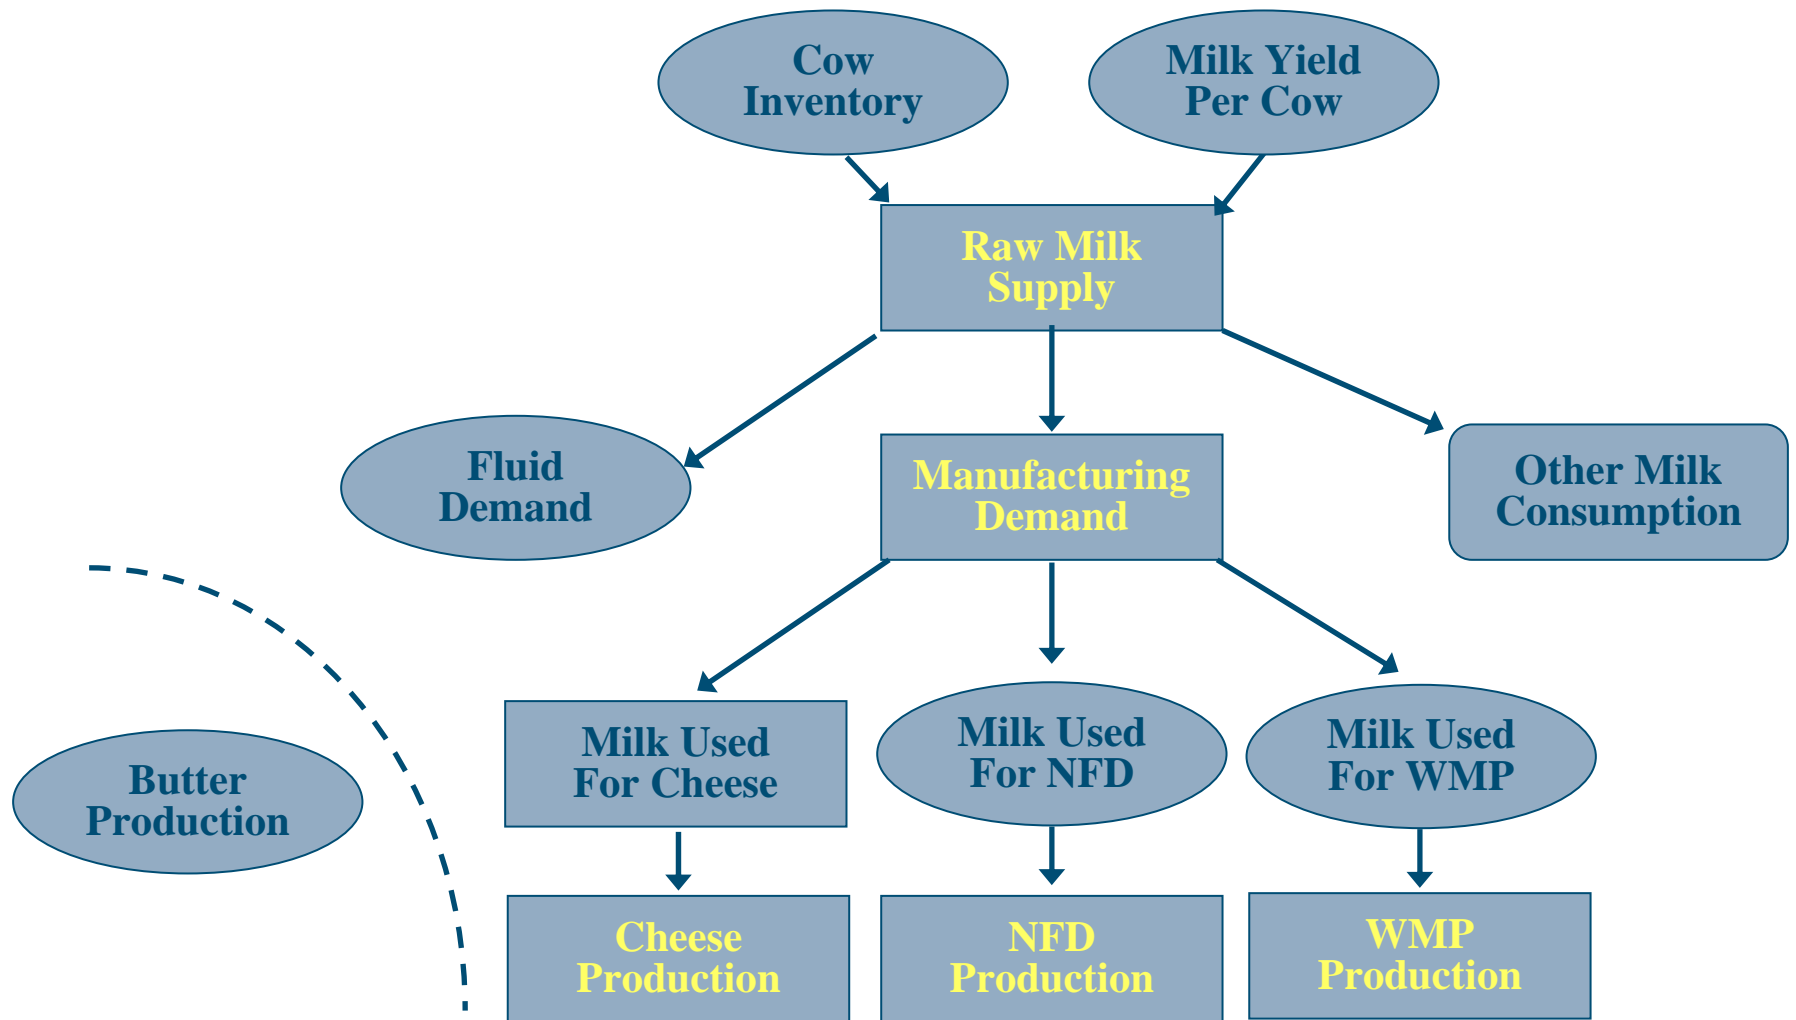 Cow
Inventory
Milk Yield
Per Cow
Raw Milk
Supply
Fluid
Demand
Manufacturing
Demand
Other Milk
Consumption
Milk Used
For Cheese
Milk Used
For NFD
Milk Used
For WMP
Butter
Production
Cheese
Production
NFD
Production
WMP
Production